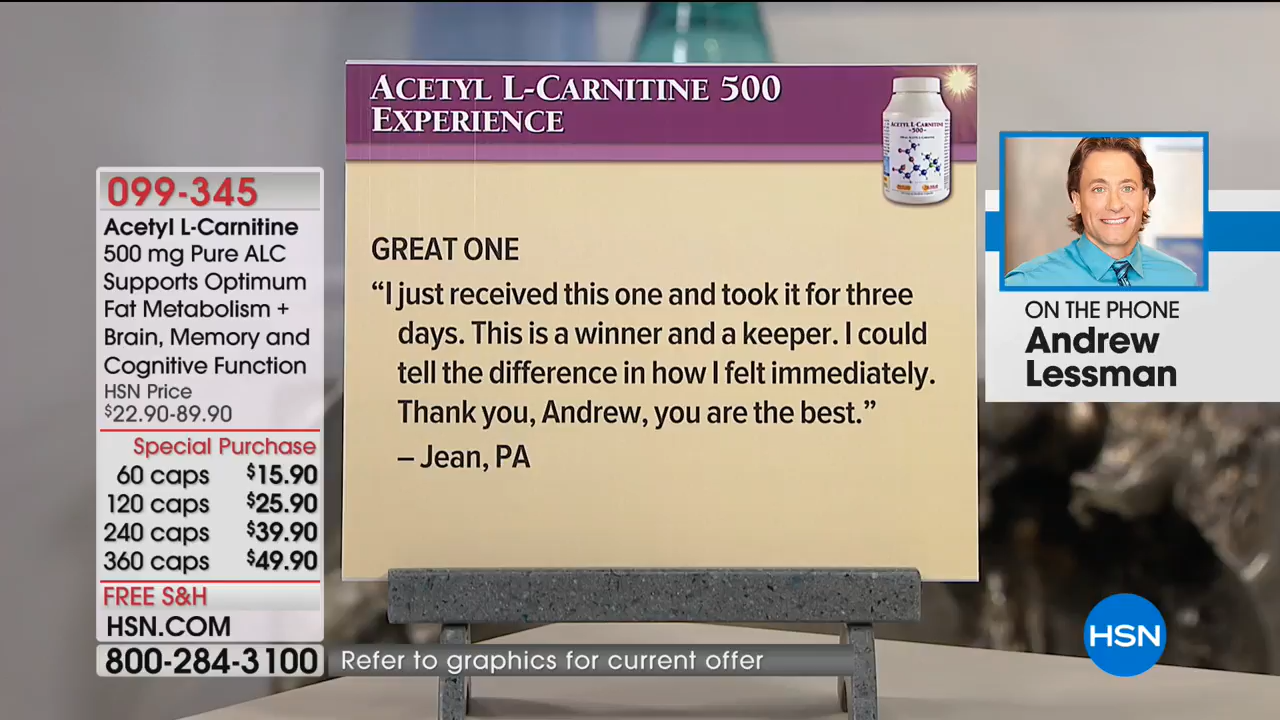 099-345
Acetyl L-Carnitine
500 mg Pure ALC
Supports Optimum
Fat Metabolism +
Brain, Memory and
Cognitive Function
HSN Price
$22.90-89.90
Special Purchase
60 caps $15.90
120 caps $25.90
240 caps $39.90
360 caps $49.90
FREE S&H
HSN.COM
800-284-3100
Refer to graphics for current offer
ACETYL L-CARNITINE 500
EXPERIENCE
ACETYL L-CARNITINE
-500-
GREAT ONE
“I just received this one and took it for three
days. This is a winner and a keeper. I could
tell the difference in how I felt immediately.
Thank you, Andrew, you are the best.”
– Jean, PA
ON THE PHONE
Andrew
Lessman
HSN